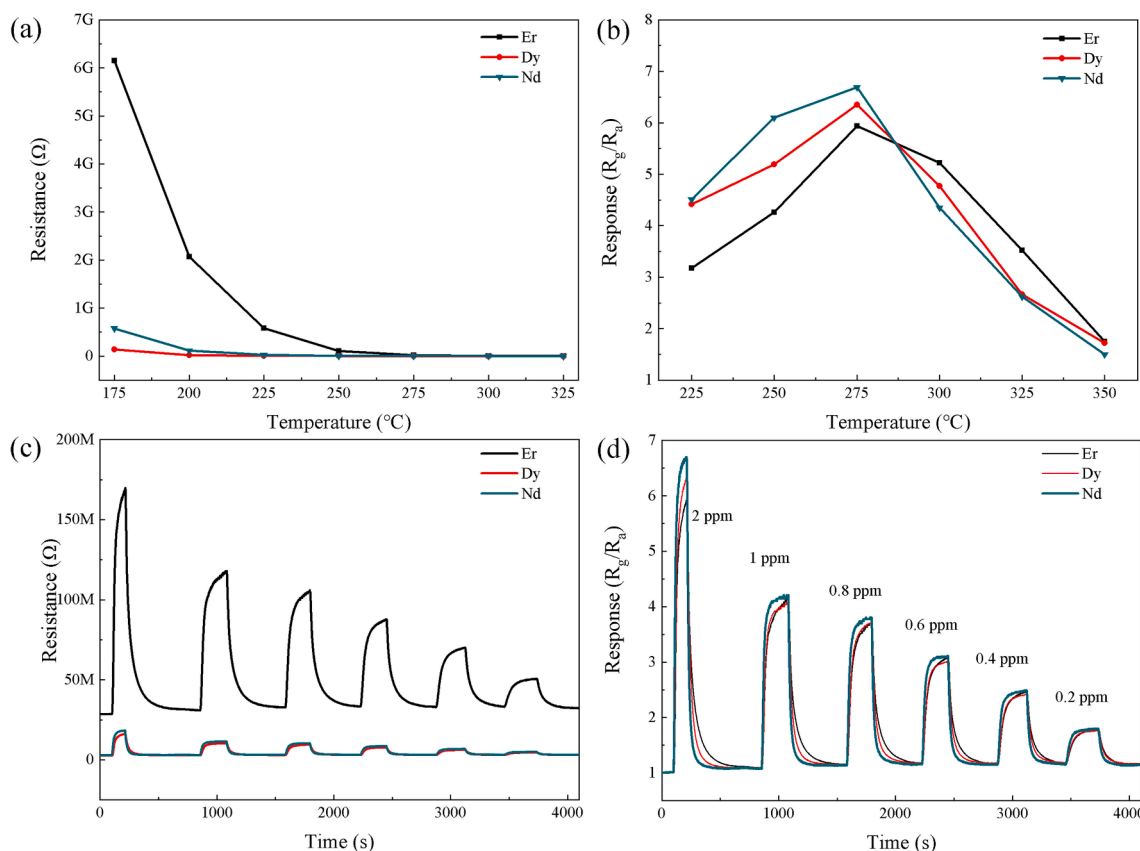 (a)
7G
6G
5G
4G
3G
2G
1G
0
Resistance (Ω)
Er
Dy
Nd
175
200
225
250
275
300
325
Temperature (℃)
(b)
8
7
6
5
4
3
2
1
Response (Rg/Ra)
Er
Dy
Nd
225
250
275
300
325
350
Temperature (℃)
(c)
200M
150M
100M
50M
0
Resistance (Ω)
Er
Dy
Nd
0
1000
2000
3000
4000
Time (s)
(d)
7
6
5
4
3
2
1
Response (Rg/Ra)
Er
Dy
Nd
2 ppm
1 ppm
0.8 ppm
0.6 ppm
0.4 ppm
0.2 ppm
0
1000
2000
3000
4000
Time (s)